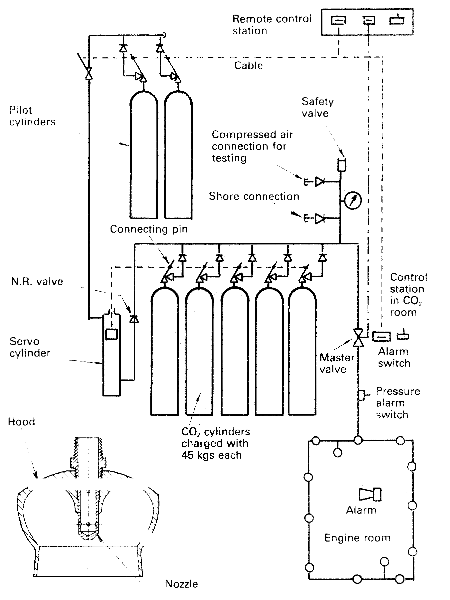 Remote control
station
Cable
Pilot
cylinders
Safety
valve
Compressed air
connection for
testing
Shore connection
Connecting pin
N.R. valve
Control
station
in CO₂
room
Servo
cylinder
Master
valve
Alarm
switch
Pressure
alarm
switch
Hood
CO₂ cylinders
charged with
45 kgs each
Alarm
Engine room
Nozzle